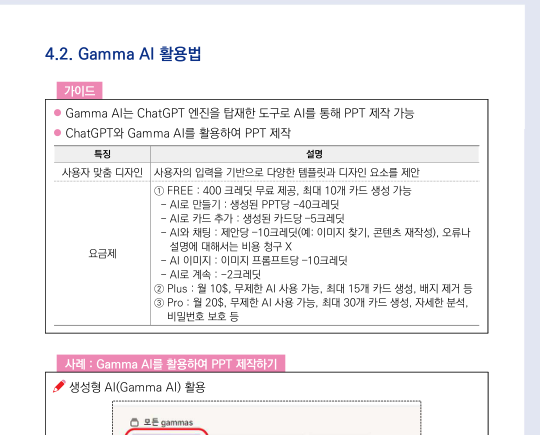 4.2. Gamma AI 활용법
가이드
● Gamma AI는 ChatGPT 엔진을 탑재한 도구로 AI를 통해 PPT 제작 가능
● ChatGPT와 Gamma AI를 활용하여 PPT 제작
특징 설명
사용자 맞춤 디자인 사용자의 입력을 기반으로 다양한 템플릿과 디자인 요소를 제안
요금제
① FREE : 400 크레딧 무료 제공, 최대 10개 카드 생성 가능
- AI로 만들기 : 생성된 PPT당 -40크레딧
- AI로 카드 추가 : 생성된 카드당 -5크레딧
- AI와 채팅 : 제안당 -10크레딧(예: 이미지 찾기, 콘텐츠 재작성), 오류나
설명에 대해서는 비용 청구 X
- AI 이미지 : 이미지 프롬프트당 -10크레딧
- AI로 계속 : -2크레딧
② Plus : 월 10$, 무제한 AI 사용 가능, 최대 15개 카드 생성, 배지 제거 등
③ Pro : 월 20$, 무제한 AI 사용 가능, 최대 30개 카드 생성, 자세한 분석,
비밀번호 보호 등
사례 : Gamma AI를 활용하여 PPT 제작하기
생성형 AI(Gamma AI) 활용
모든 gammas